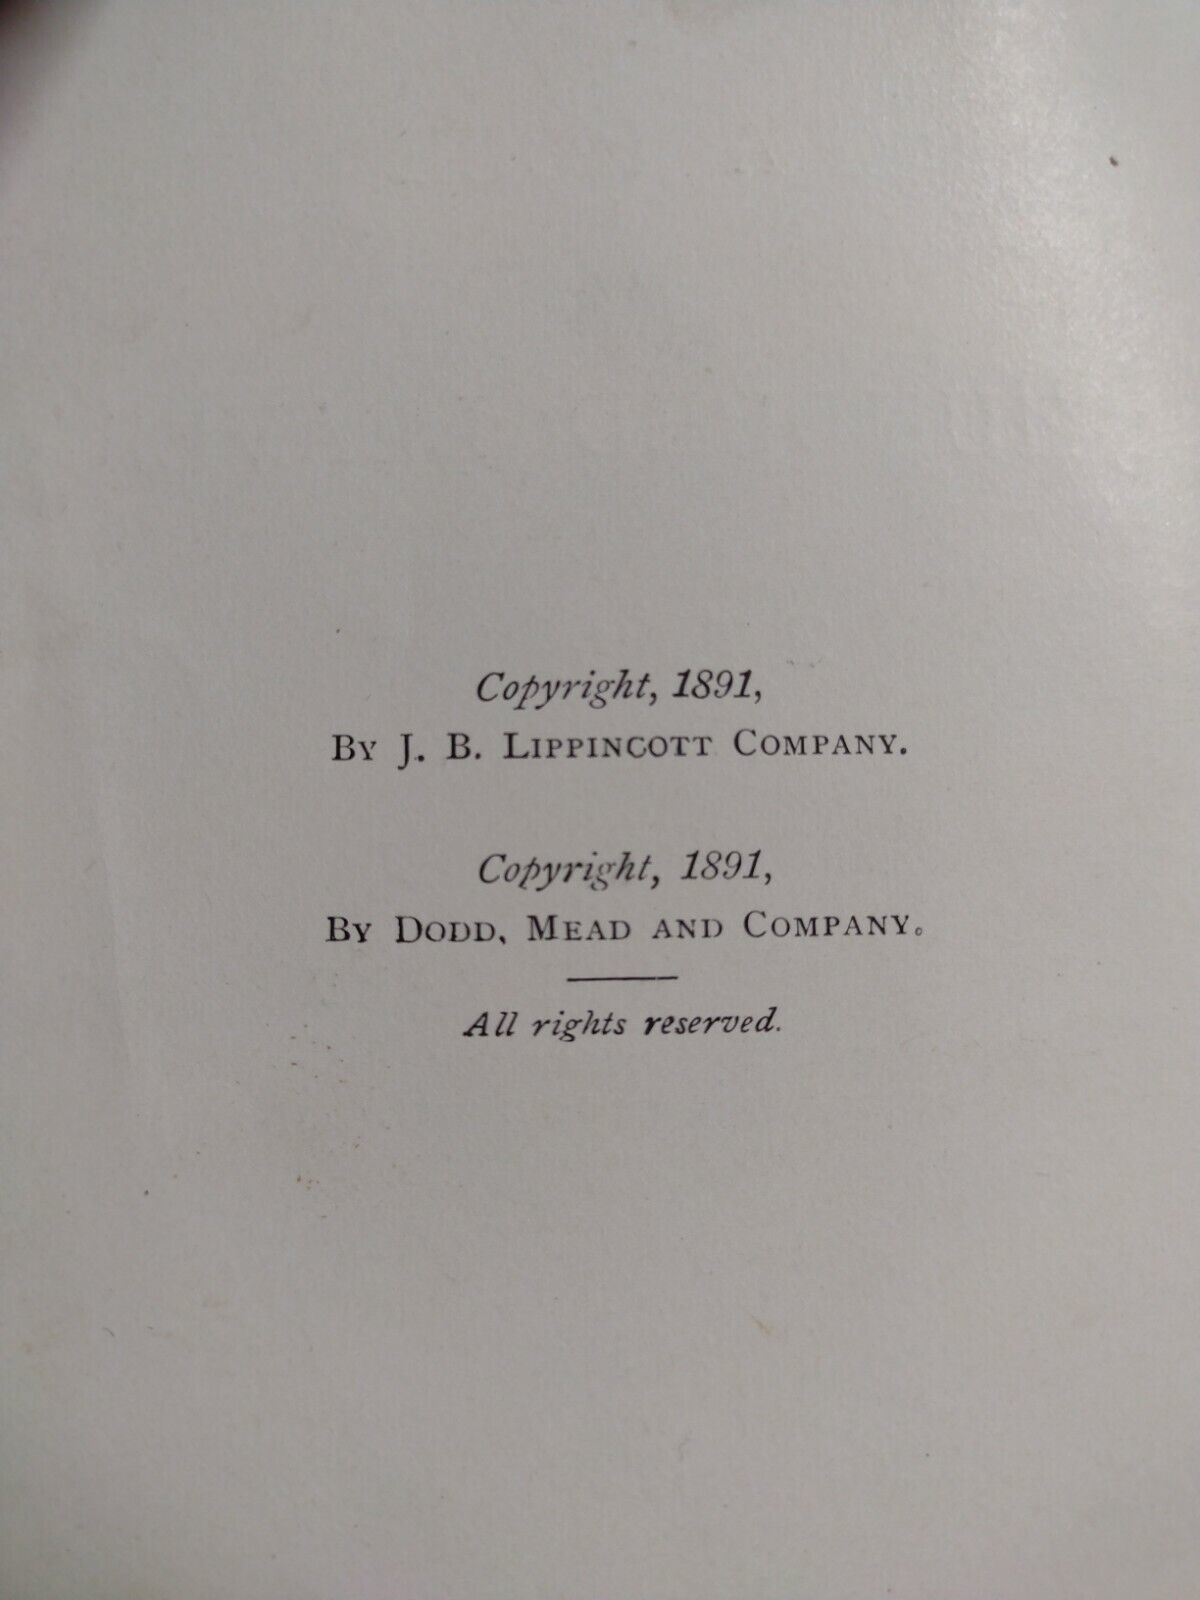 Copyright, 1891,
By J. B. Lippincott Company.
Copyright, 1891,
By Dodd, Mead and Company.
All rights reserved.